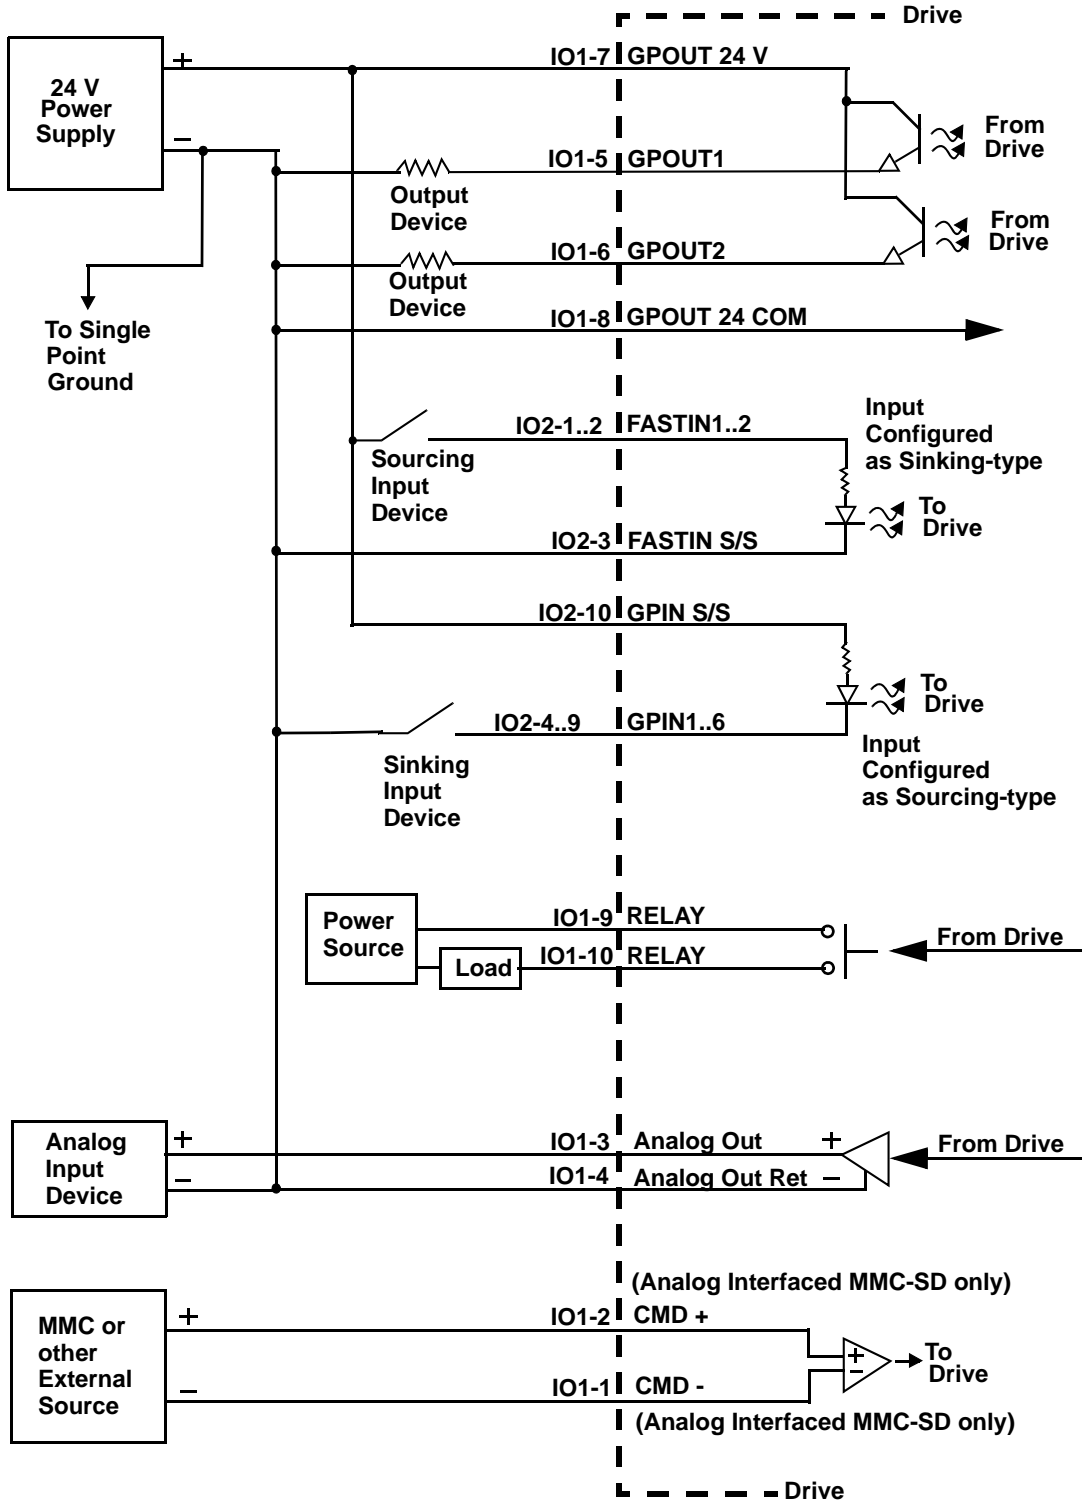 Drive
24 V
Power
Supply
+
−
IO1-7 GPOUT 24 V
From
Drive
IO1-5 GPOUT1
Output
Device
From
Drive
IO1-6 GPOUT2
Output
Device
IO1-8 GPOUT 24 COM
To Single
Point
Ground
Input
Configured
as Sinking-type
IO2-1..2 FASTIN1..2
Sourcing
Input
Device
To
Drive
IO2-3 FASTIN S/S
IO2-10 GPIN S/S
To
Drive
IO2-4..9 GPIN1..6
Sinking
Input
Device
Input
Configured
as Sourcing-type
Power
Source
Load
IO1-9 RELAY
IO1-10 RELAY
From Drive
Analog
Input
Device
+
−
IO1-3 Analog Out +
IO1-4 Analog Out Ret −
From Drive
(Analog Interfaced MMC-SD only)
MMC or
other
External
Source
+
−
IO1-2 CMD +
+
−
To
Drive
IO1-1 CMD -
(Analog Interfaced MMC-SD only)
Drive